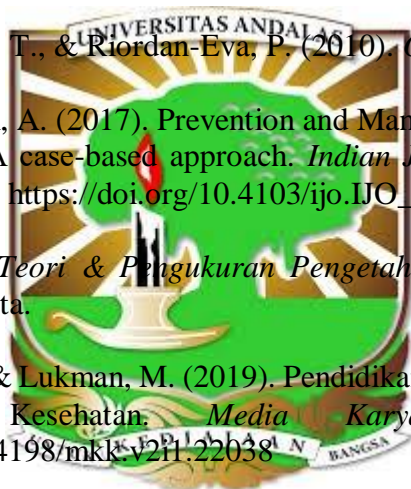 UNIVERSITAS ANDALAS
T., & Riordan-Eva, P. (2010).
, A. (2017). Prevention and Man
A case-based approach. Indian J
https://doi.org/10.4103/ijo.IJO_
Teori & Pengukuran Pengetah
ta.
& Lukman, M. (2019). Pendidika
Kesehatan. Media Karya
4198/mkk.v2i1.22038
KEDJAJAAN BANGSA